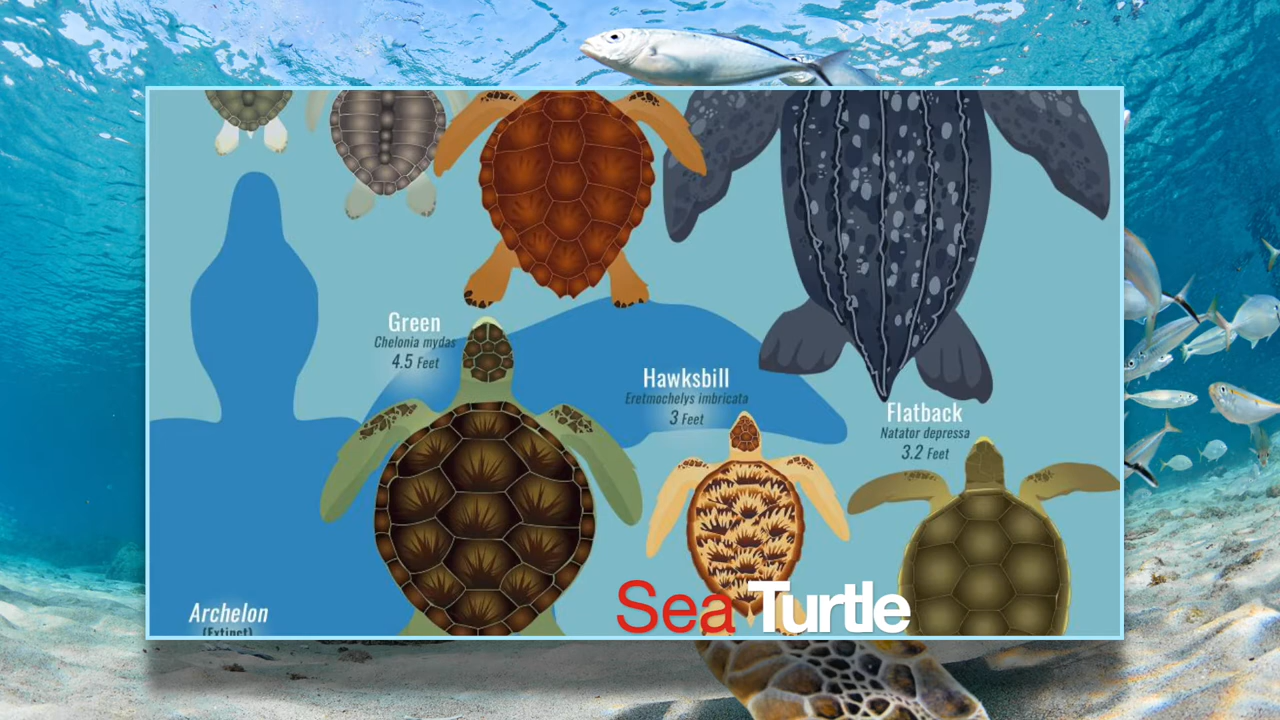 Green
Chelonia mydas
4.5 Feet
Hawksbill
Eretmochelys imbricata
3 Feet
Flatback
Natator depressa
3.2 Feet
Archelon
(Extinct)
Sea Turtle